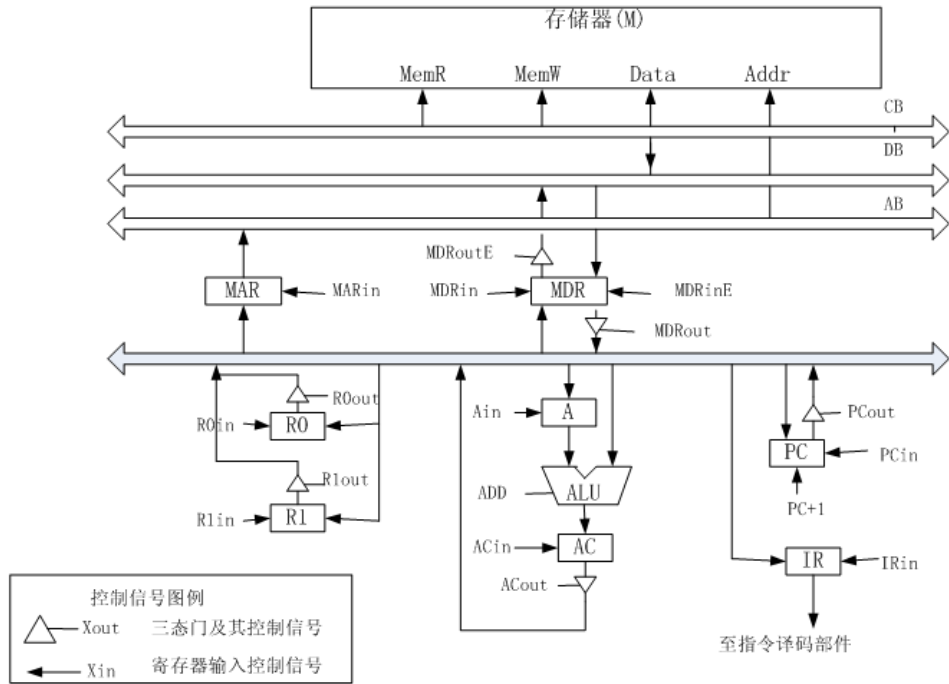 存储器(M)
MemR MemW Data Addr
CB
DB
AB
MDRoutE
MAR MARin MDRin MDR MDRinE
MDRout
R0out
R0in R0
Ain A
PCout
PC PCin
R1out
ADD ALU
PC+1
R1in R1
ACin AC
IR IRin
ACout
控制信号图例
Xout 三态门及其控制信号
Xin 寄存器输入控制信号
至指令译码部件